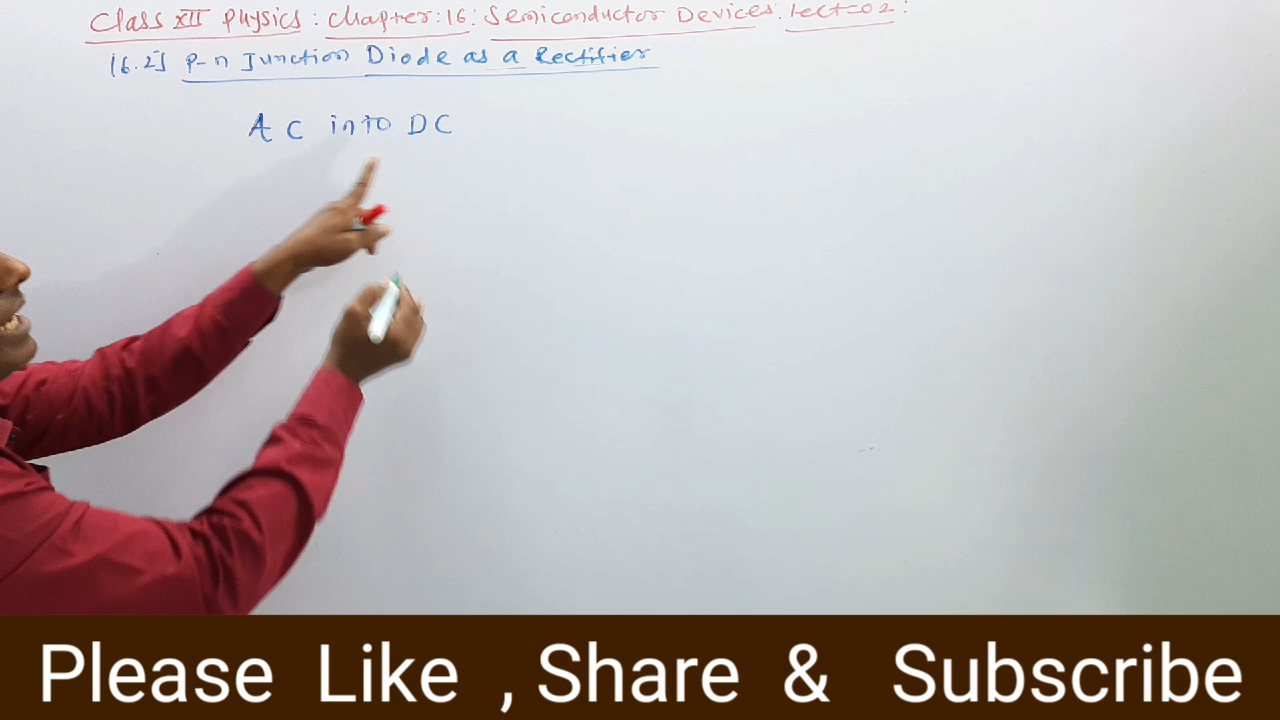 Class XII Physics : Chapter : 16 : Semiconductor Devices. Lect-02 :
16.2] P-n Junction Diode as a Rectifier
AC into DC
Please Like , Share & Subscribe